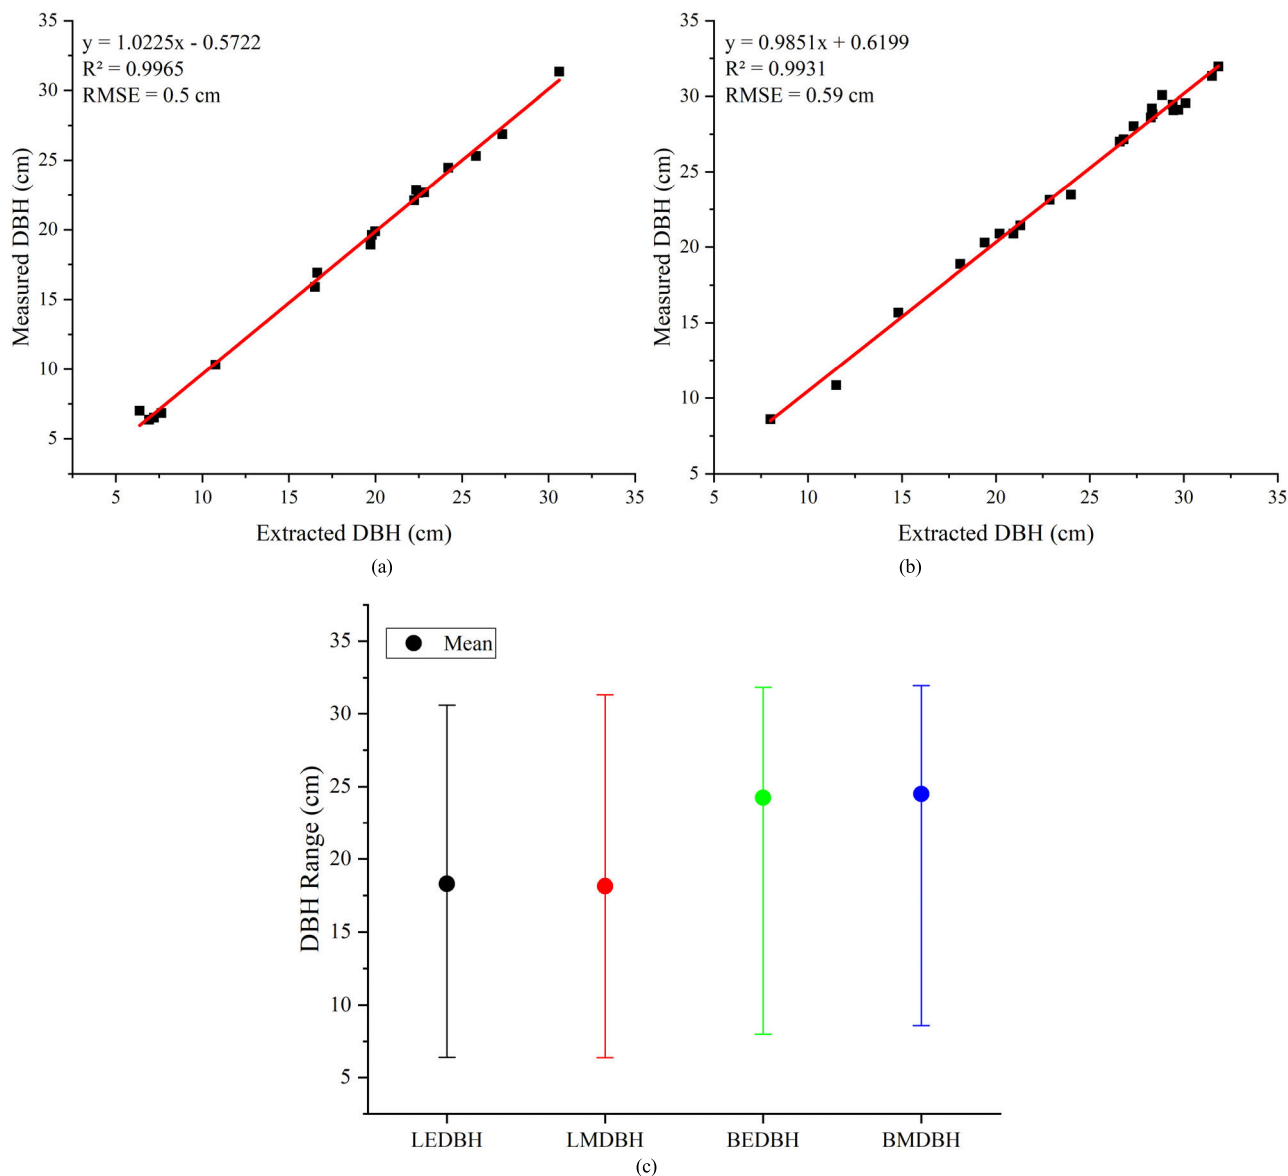 y = 1.0225x - 0.5722
R² = 0.9965
RMSE = 0.5 cm
35
30
25
20
15
10
5
Measured DBH (cm)
5 10 15 20 25 30 35
Extracted DBH (cm)
(a)
y = 0.9851x + 0.6199
R² = 0.9931
RMSE = 0.59 cm
35
30
25
20
15
10
5
Measured DBH (cm)
5 10 15 20 25 30 35
Extracted DBH (cm)
(b)
Mean
35
30
25
20
15
10
5
DBH Range (cm)
LEDBH LMDBH BEDBH BMDBH
(c)